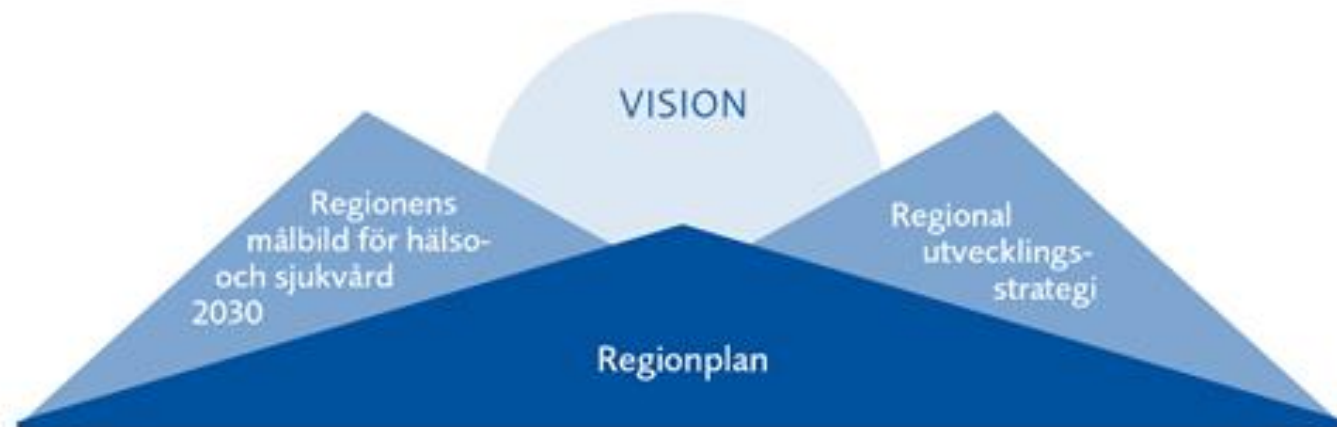 VISION
Regionens
målbild för hälso-
och sjukvård
2030
Regional
utvecklings-
strategi
Regionplan